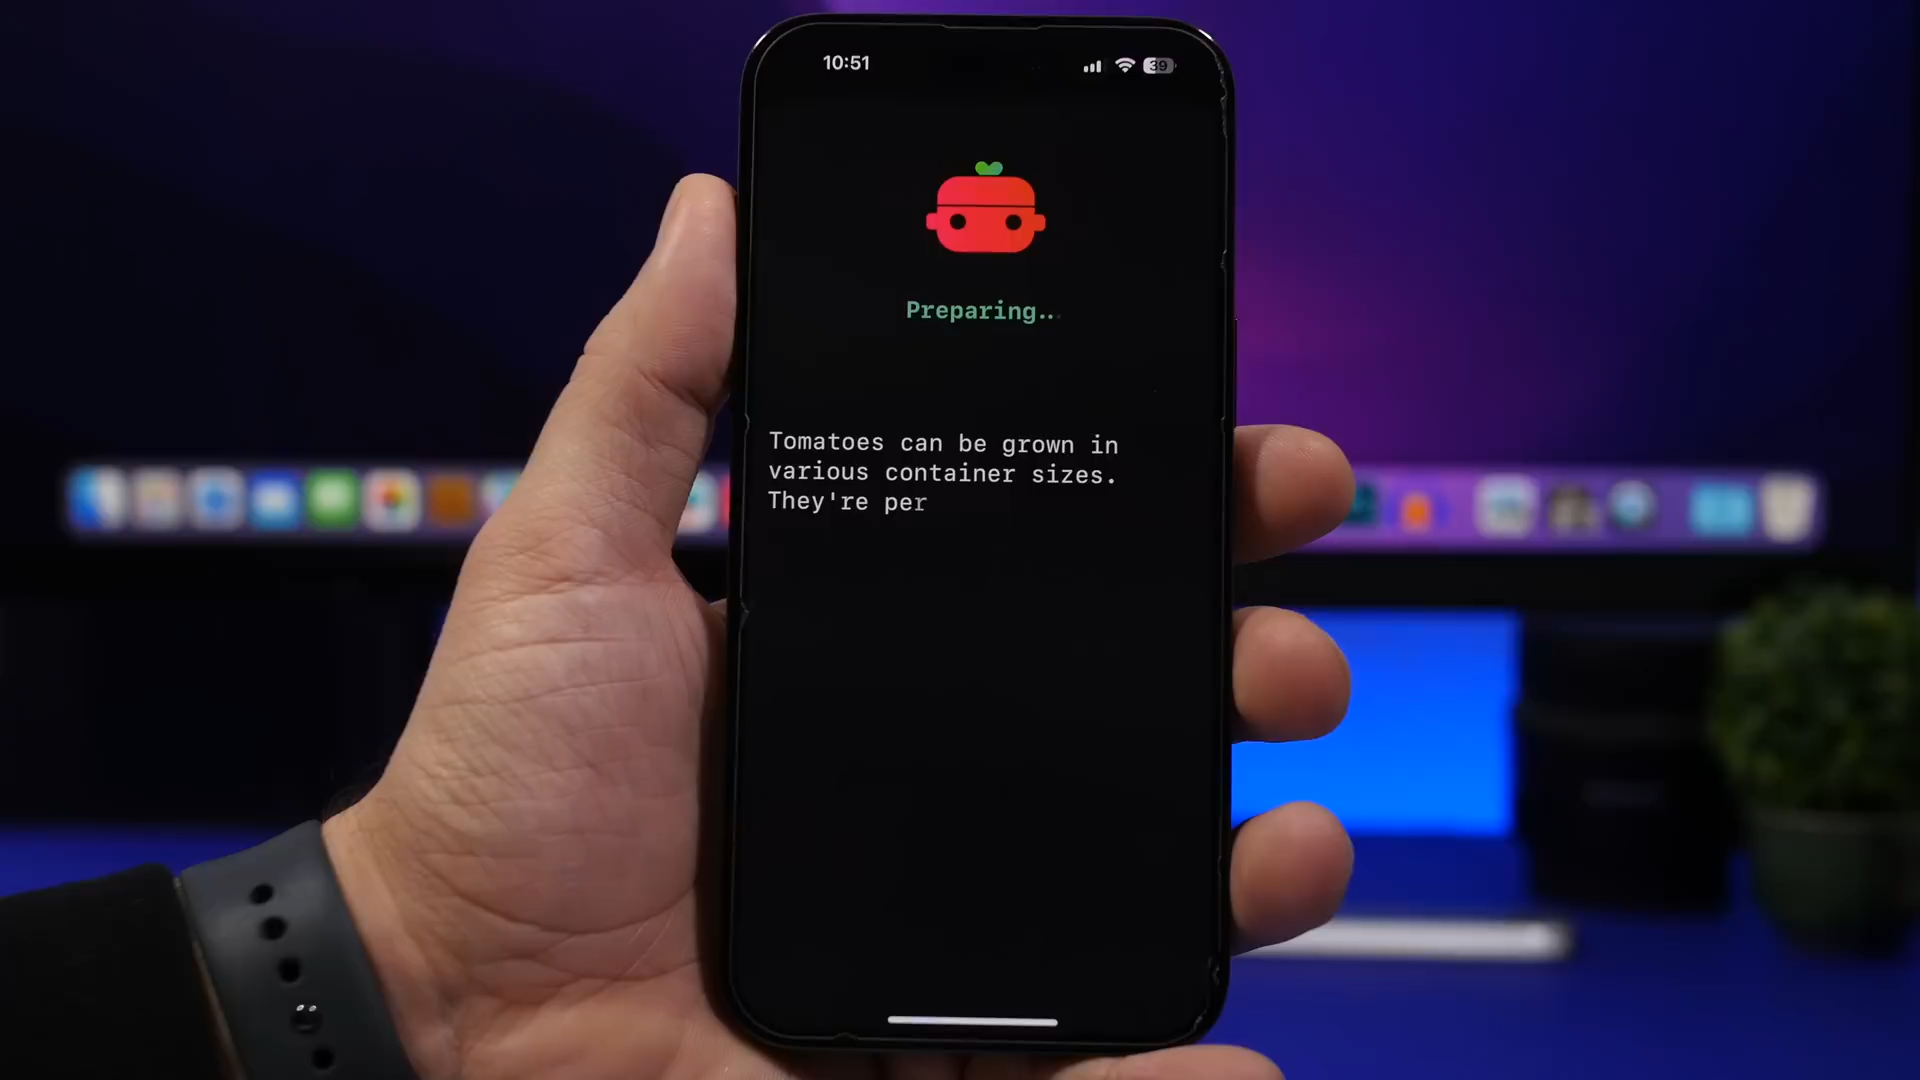 10:51
39
Preparing..
Tomatoes can be grown in
various container sizes.
They're per